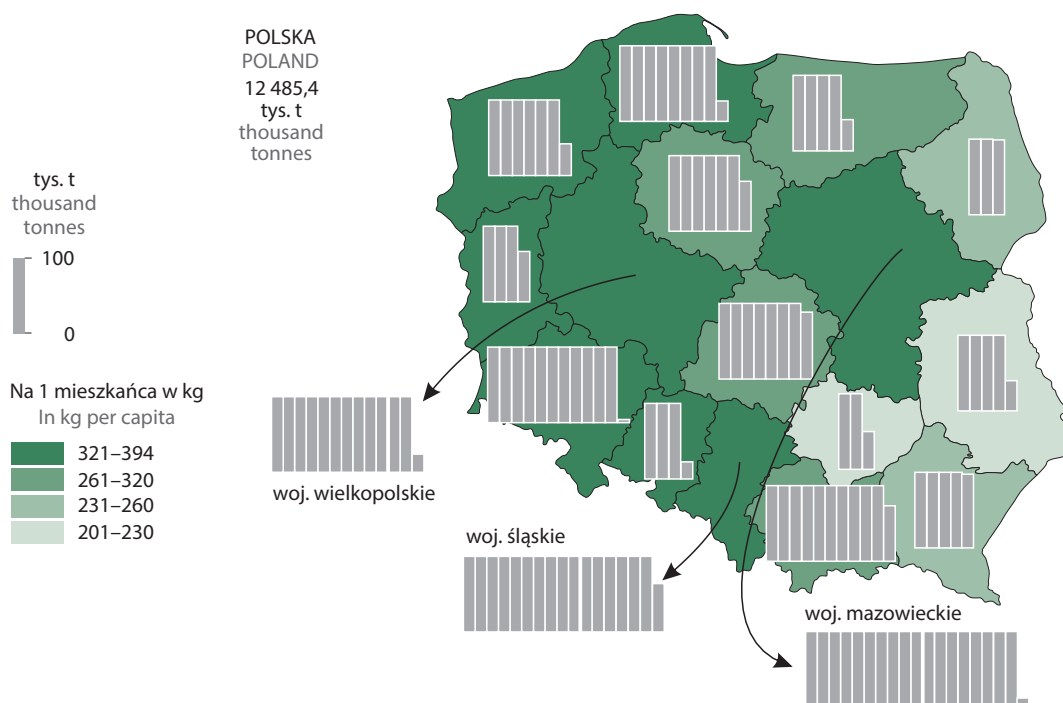 POLSKA
POLAND
12 485,4
tys. t
thousand
tonnes
tys. t
thousand
tonnes
100
0
Na 1 mieszkańca w kg
In kg per capita
321–394
261–320
231–260
201–230
woj. wielkopolskie
woj. śląskie
woj. mazowieckie